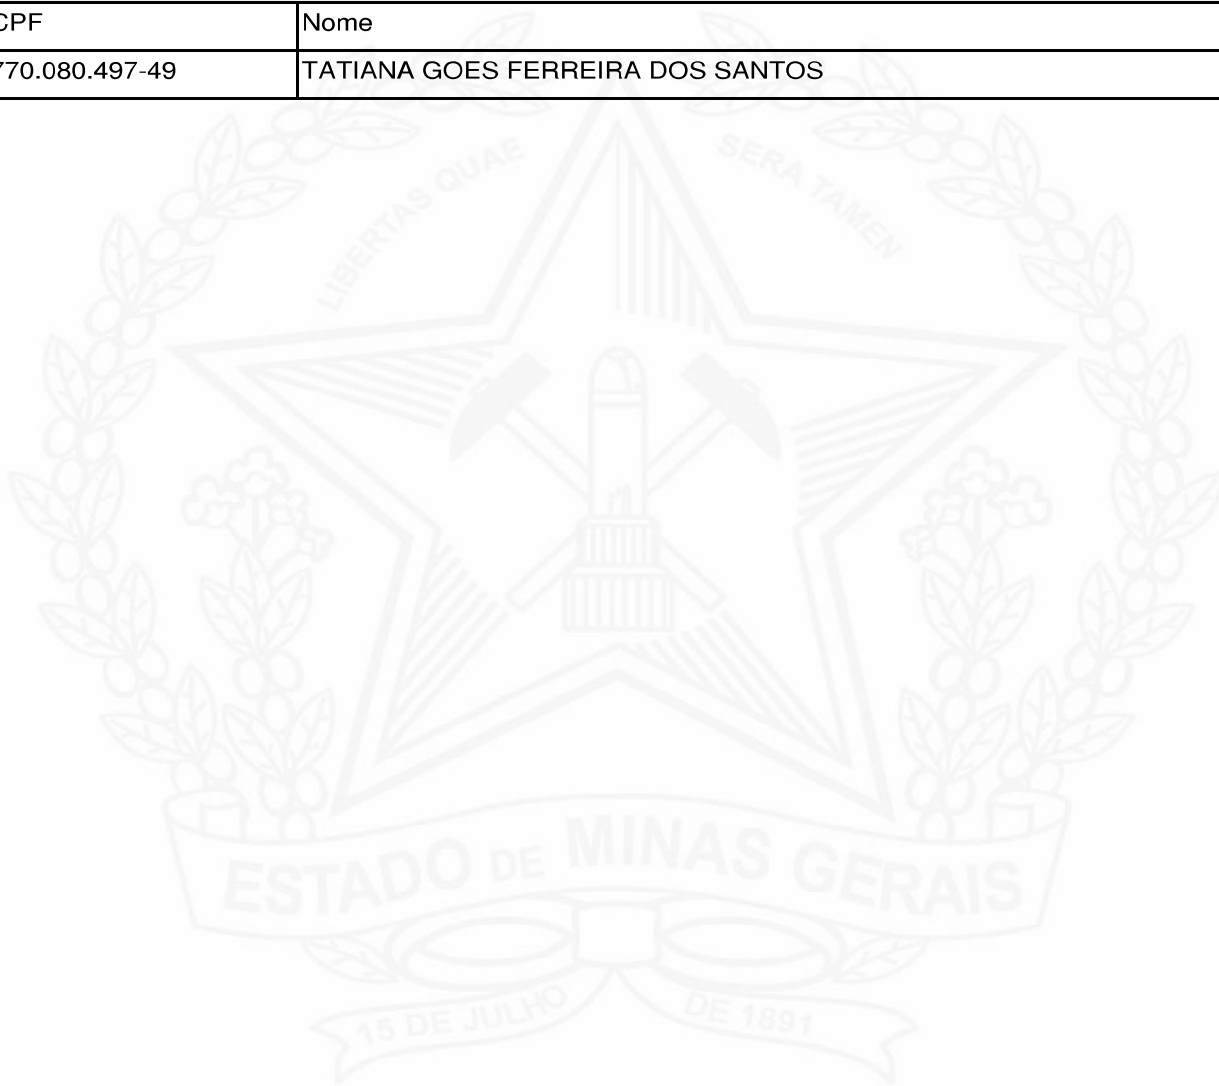 CPF Nome
770.080.497-49 TATIANA GOES FERREIRA DOS SANTOS
LIBERTAS QUAE SERA TAMEN
ESTADO DE MINAS GERAIS
15 DE JULHO DE 1891